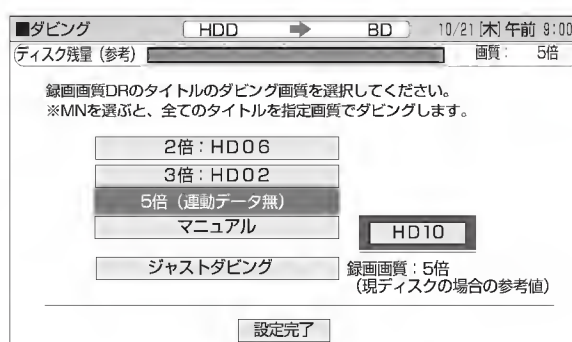 ■ダビング HDD ➡ BD 10/21[木]午前 9:00
ディスク残量(参考) 画質: 5倍
録画画質DRのタイトルのダビング画質を選択してください。
※MNを選ぶと、全てのタイトルを指定画質でダビングします。
2倍:HD06
3倍:HD02
5倍(連動データ無)
マニュアル
HD10
ジャストダビング
録画画質:5倍
(現ディスクの場合の参考値)
設定完了